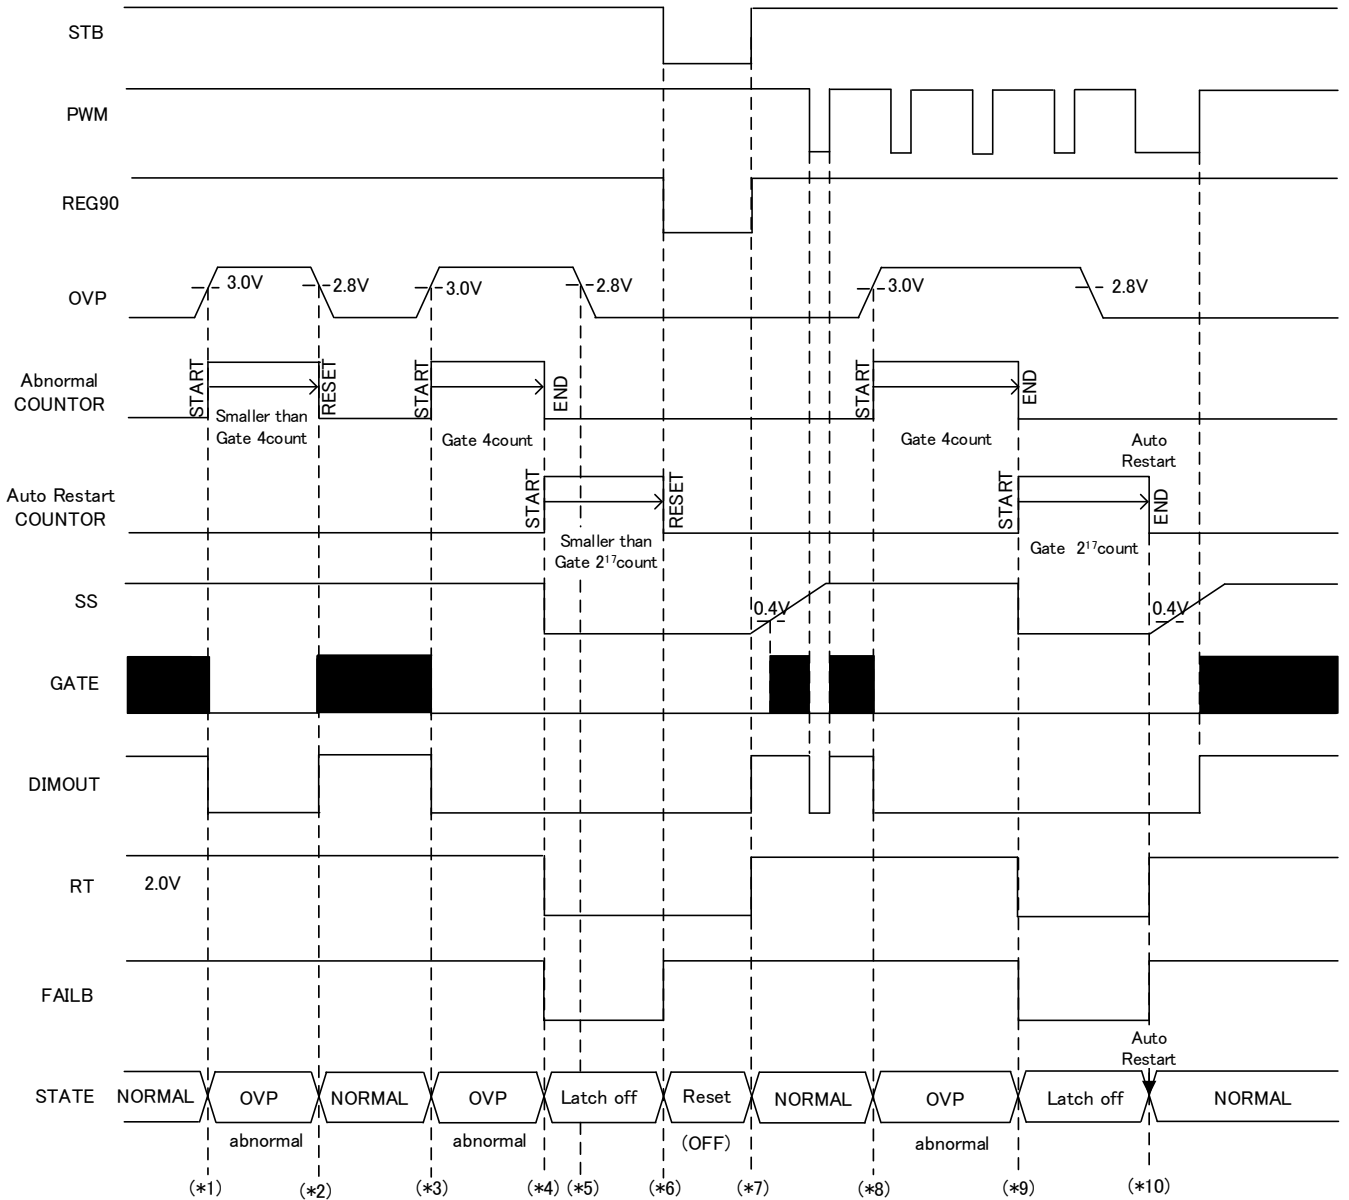 STB
PWM
REG90
OVP
3.0V
2.8V
3.0V
2.8V
3.0V
2.8V
Abnormal
COUNTOR
START
RESET
START
END
START
END
Smaller than
Gate 4count
Gate 4count
Gate 4count
Auto
Restart
Auto Restart
COUNTOR
START
RESET
START
END
Smaller than
Gate 2¹⁷count
Gate 2¹⁷count
SS
0.4V
0.4V
GATE
DIMOUT
RT
2.0V
FAILB
Auto
Restart
STATE
NORMAL
OVP
NORMAL
OVP
Latch off
Reset
NORMAL
OVP
Latch off
NORMAL
abnormal
abnormal
(OFF)
abnormal
(*1)
(*2)
(*3)
(*4)
(*5)
(*6)
(*7)
(*8)
(*9)
(*10)